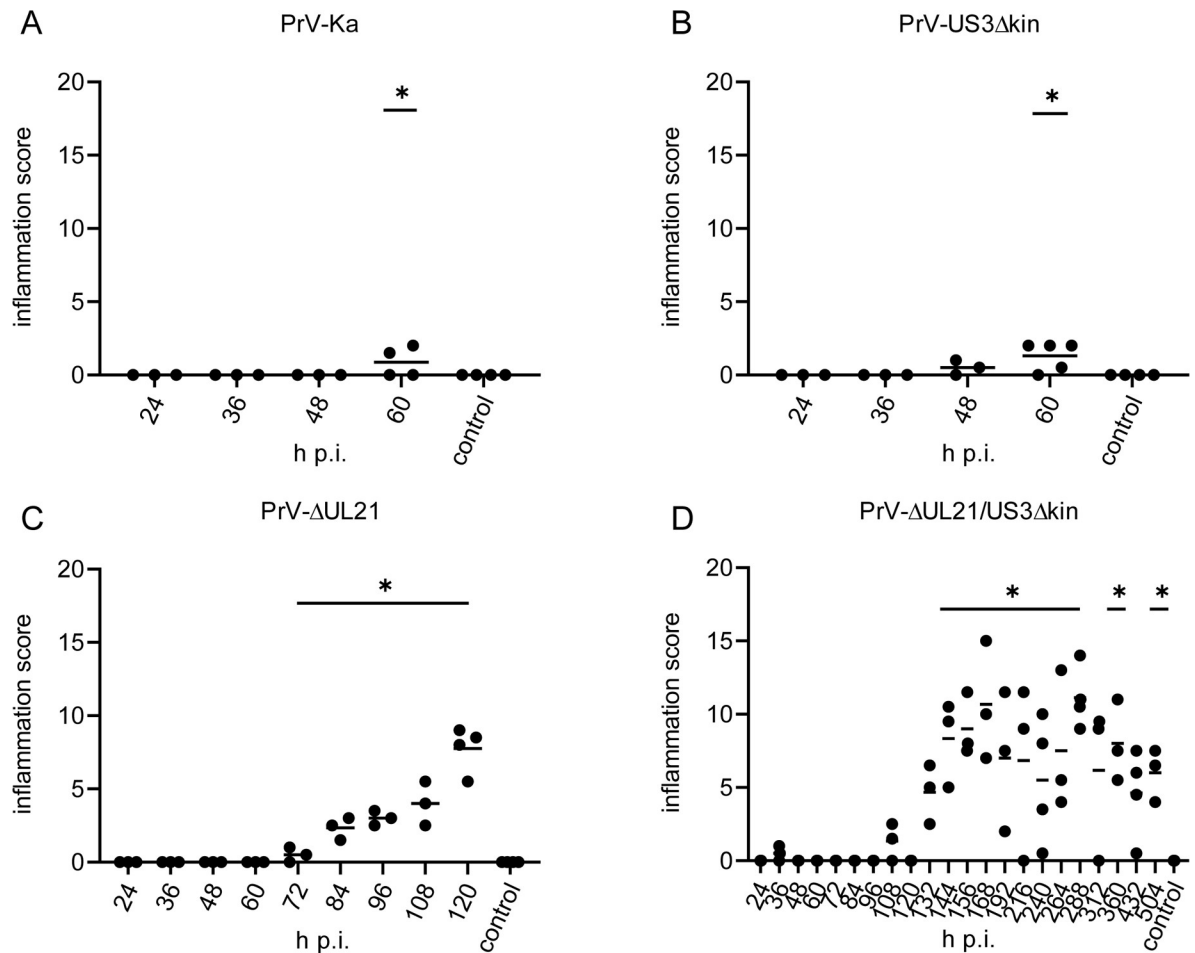 A
PrV-Ka
inflammation score
20
15
10
5
0
*
24
36
48
60
control
h p.i.
B
PrV-US3Δkin
inflammation score
20
15
10
5
0
*
24
36
48
60
control
h p.i.
C
PrV-ΔUL21
inflammation score
20
15
10
5
0
*
24
36
48
60
72
84
96
108
120
control
h p.i.
D
PrV-ΔUL21/US3Δkin
inflammation score
20
15
10
5
0
* * *
24
36
48
60
72
84
96
108
120
132
144
156
168
192
216
240
264
288
312
360
432
504
control
h p.i.